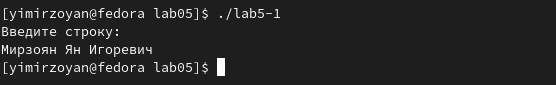 [yimirzoyan@fedora lab05]$ ./lab5-1
Введите строку:
Мирзоян Ян Игоревич
[yimirzoyan@fedora lab05]$